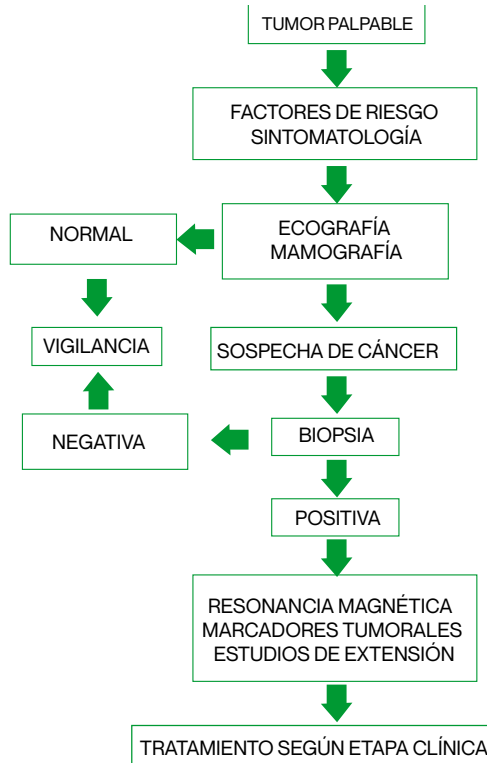 TUMOR PALPABLE
FACTORES DE RIESGO
SINTOMATOLOGÍA
NORMAL
ECOGRAFÍA
MAMOGRAFÍA
VIGILANCIA
SOSPECHA DE CÁNCER
NEGATIVA
BIOPSIA
POSITIVA
RESONANCIA MAGNÉTICA
MARCADORES TUMORALES
ESTUDIOS DE EXTENSIÓN
TRATAMIENTO SEGÚN ETAPA CLÍNICA